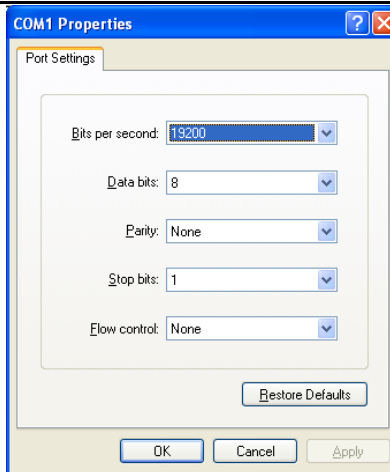 COM1 Properties
Port Settings
Bits per second: 19200
Data bits: 8
Parity: None
Stop bits: 1
Flow control: None
Restore Defaults
OK Cancel Apply